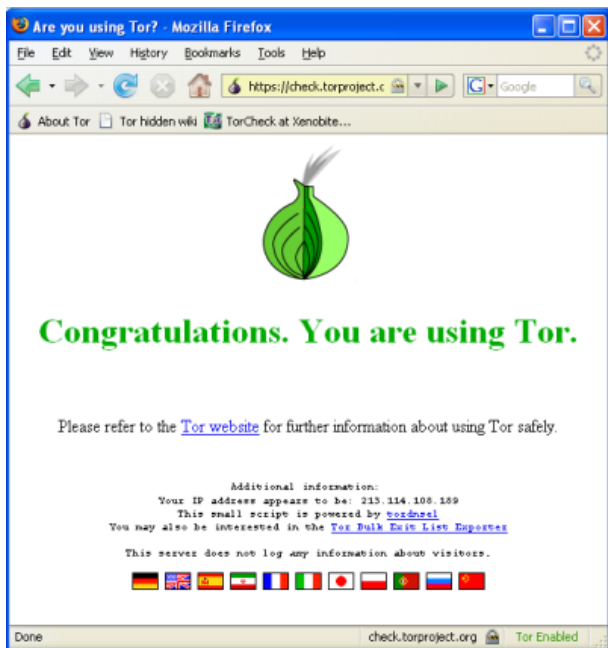 Are you using Tor? - Mozilla Firefox
File Edit View History Bookmarks Tools Help
https://check.torproject.c Google
About Tor Tor hidden wiki TorCheck at Xenobite...
Congratulations. You are using Tor.
Please refer to the Tor website for further information about using Tor safely.
Additional information:
Your IP address appears to be: 213.114.108.189
This small script is powered by tordnsel
You may also be interested in the Tor Bulk Exit List Exporter
This server does not log any information about visitors.
Done check.torproject.org Tor Enabled